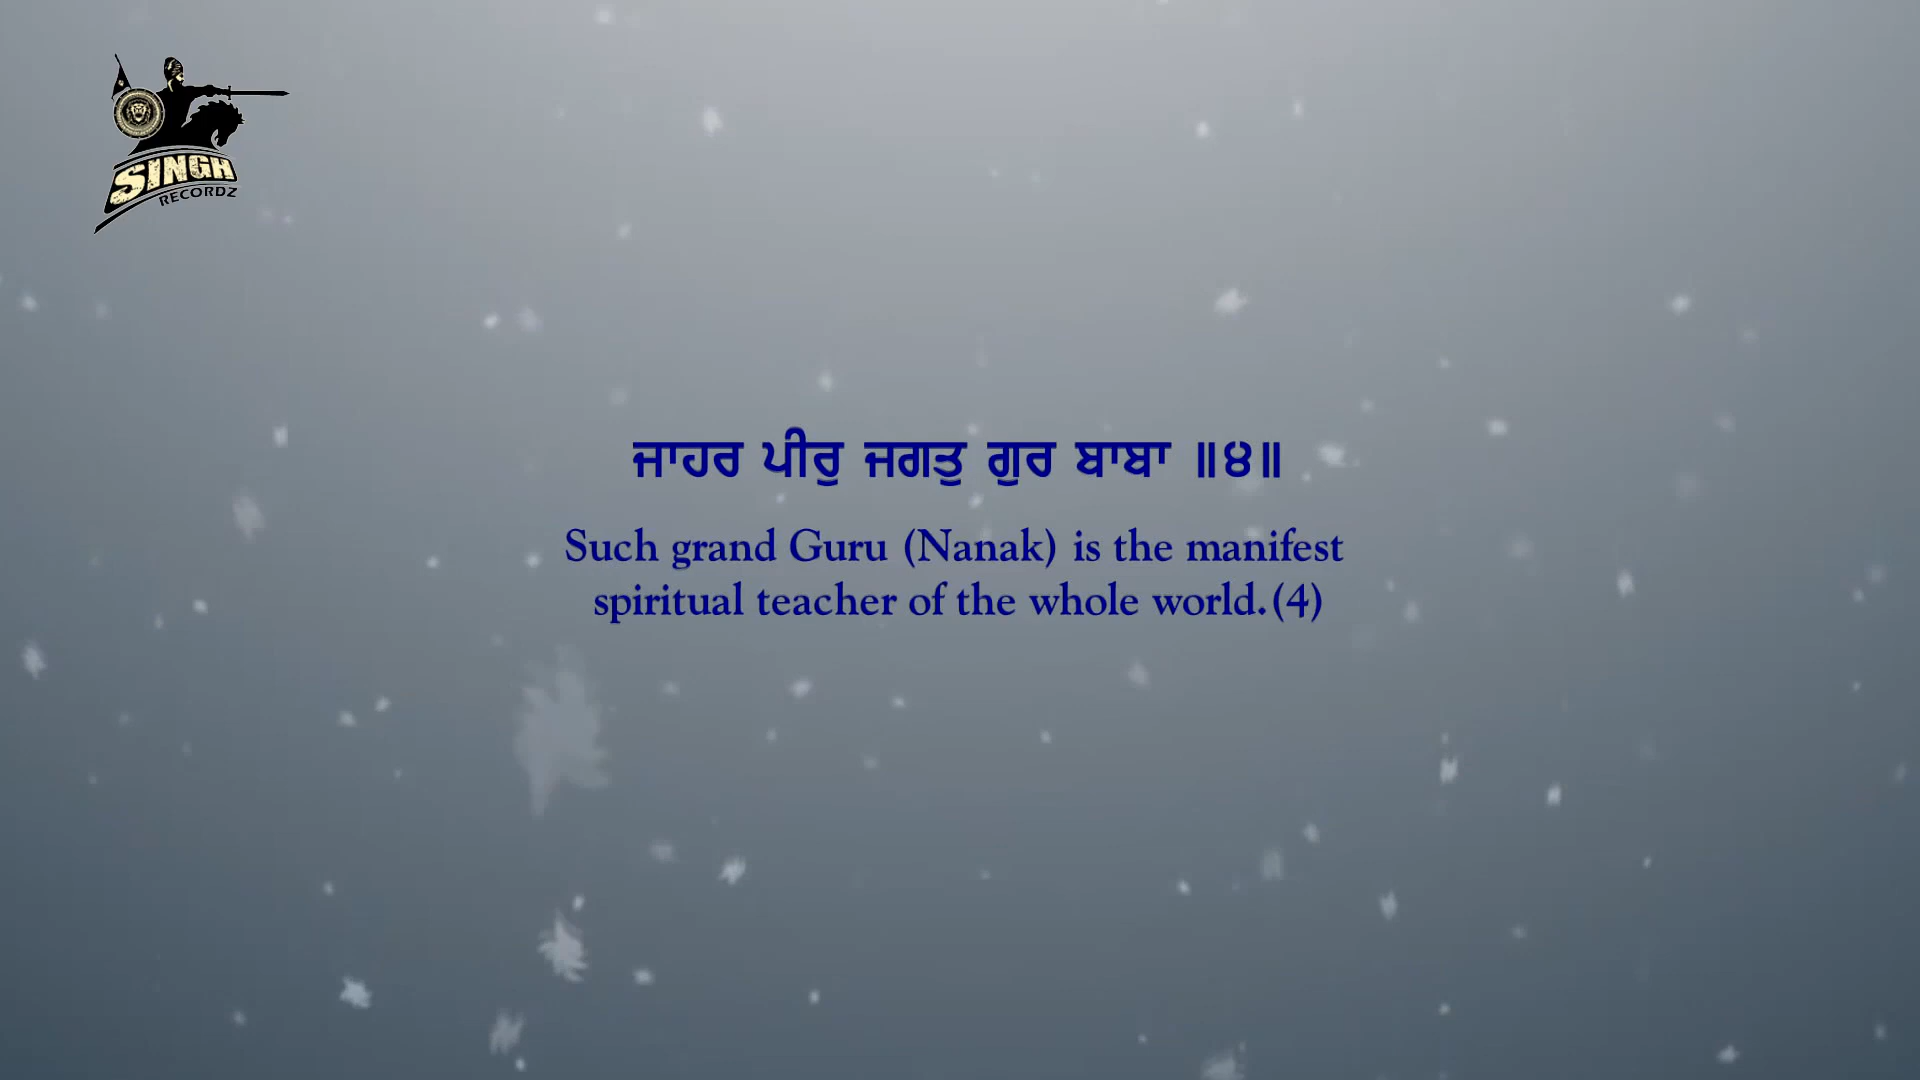 SINGH
RECORDZ
ਜਾਹਰ ਪੀਰੁ ਜਗਤੁ ਗੁਰ ਬਾਬਾ ॥੪॥
Such grand Guru (Nanak) is the manifest
spiritual teacher of the whole world.(4)